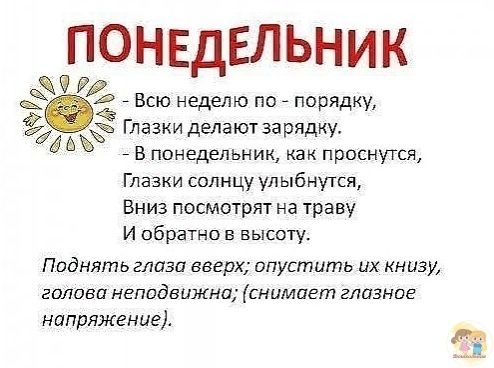 ПОНЕДЕЛЬНИК
- Всю неделю по - порядку,
Глазки делают зарядку.
- В понедельник, как проснутся,
Глазки солнцу улыбнутся,
Вниз посмотрят на траву
И обратно в высоту.
Поднять глаза вверх; опустить их книзу,
голова неподвижна; (снимает глазное
напряжение).